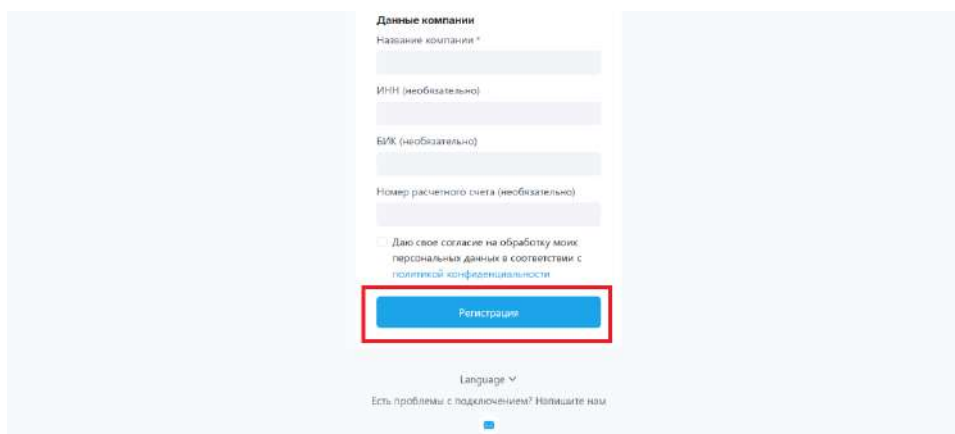 Данные компании
Название компании *
ИНН (необязательно)
БИК (необязательно)
Номер расчетного счета (необязательно)
Даю свое согласие на обработку моих
персональных данных в соответствии с
политикой конфиденциальности
Регистрация
Language
Есть проблемы с подключением? Напишите нам